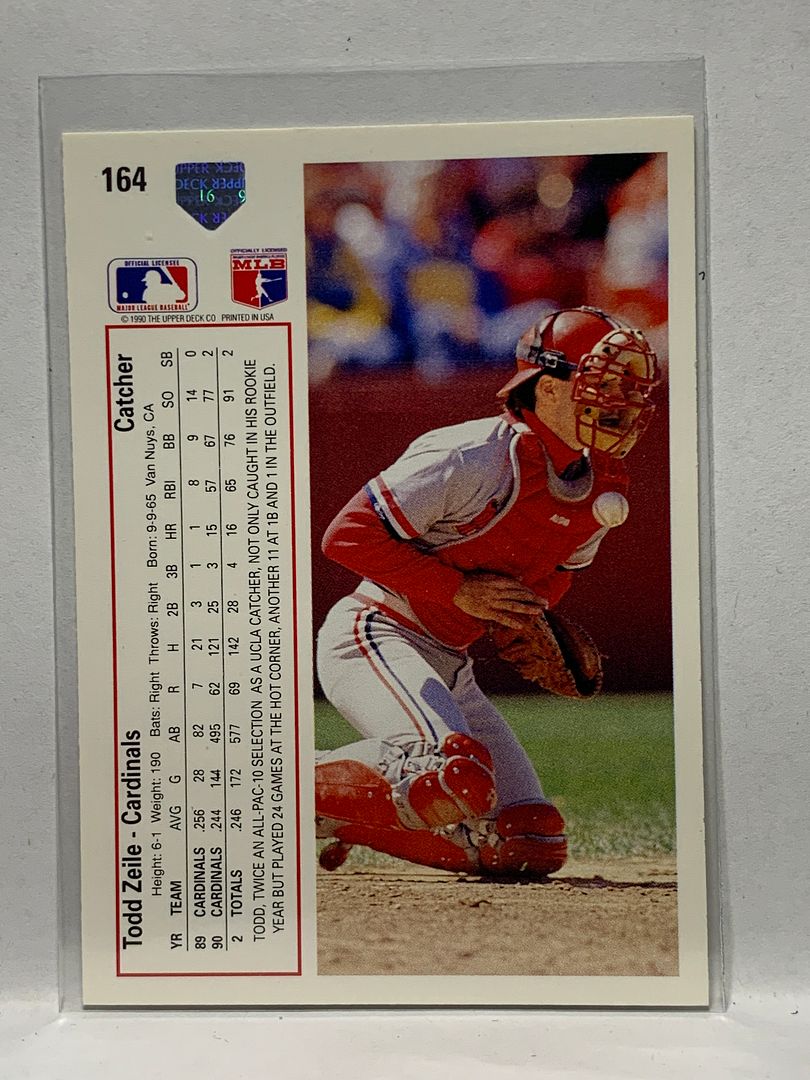 164
UPPER DECK
91
OFFICIAL LICENSEE
MAJOR LEAGUE BASEBALL
OFFICIALLY LICENSED
MLB
© 1990 THE UPPER DECK CO PRINTED IN USA
Todd Zeile - Cardinals Catcher
Height: 6-1 Weight: 190 Bats: Right Throws: Right Born: 9-9-65 Van Nuys, CA
YR TEAM AVG G AB R H 2B 3B HR RBI BB SO SB
89 CARDINALS .256 28 82 7 21 3 1 1 8 9 14 0
90 CARDINALS .244 144 495 62 121 25 3 15 57 67 77 2
2 TOTALS .246 172 577 69 142 28 4 16 65 76 91 2
TODD, TWICE AN ALL-PAC-10 SELECTION AS A UCLA CATCHER, NOT ONLY CAUGHT IN HIS ROOKIE
YEAR BUT PLAYED 24 GAMES AT THE HOT CORNER, ANOTHER 11 AT 1B AND 1 IN THE OUTFIELD.